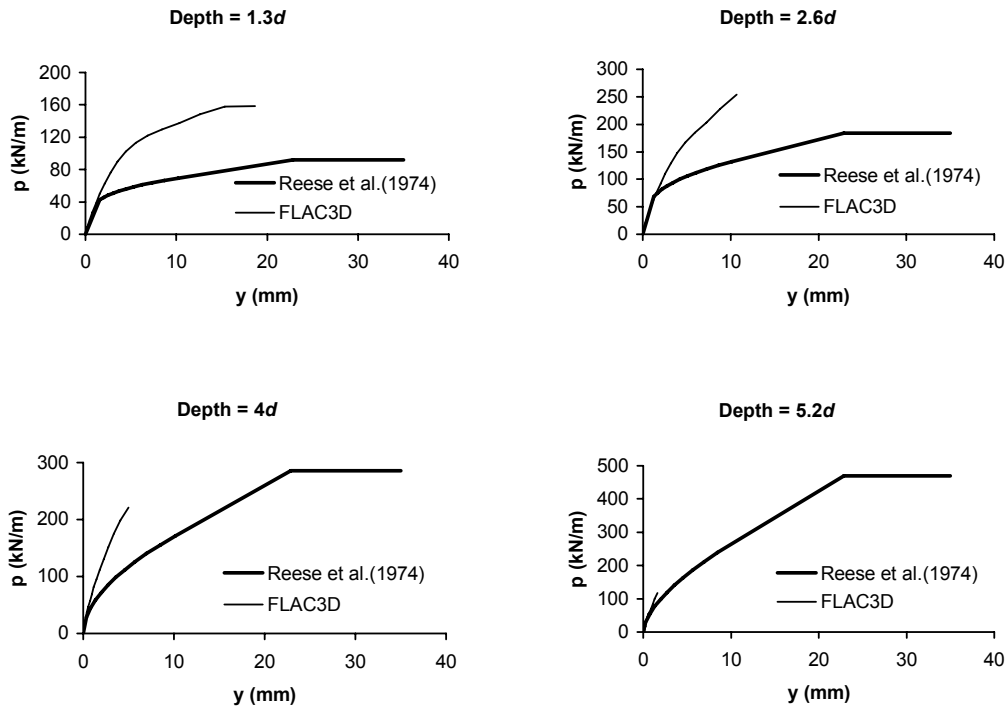 Depth = 1.3d
p (kN/m)
200
160
120
80
40
0
0 10 20 30 40
y (mm)
Reese et al.(1974)
FLAC3D
Depth = 2.6d
p (kN/m)
300
250
200
150
100
50
0
0 10 20 30 40
y (mm)
Reese et al.(1974)
FLAC3D
Depth = 4d
p (kN/m)
300
200
100
0
0 10 20 30 40
y (mm)
Reese et al.(1974)
FLAC3D
Depth = 5.2d
p (kN/m)
500
400
300
200
100
0
0 10 20 30 40
y (mm)
Reese et al.(1974)
FLAC3D